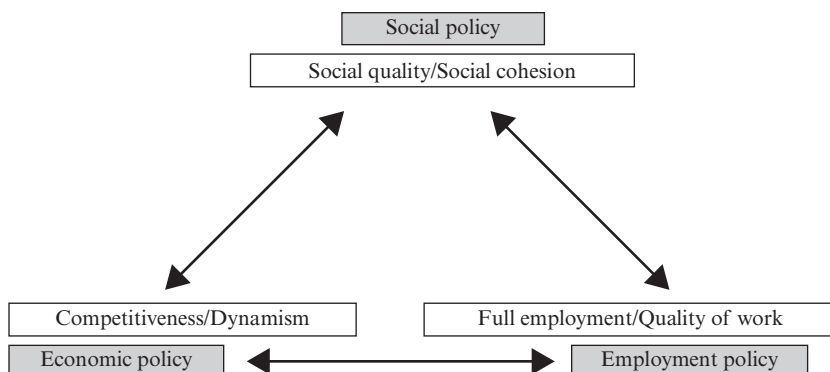 Social policy
Social quality/Social cohesion
Competitiveness/Dynamism
Full employment/Quality of work
Economic policy
Employment policy